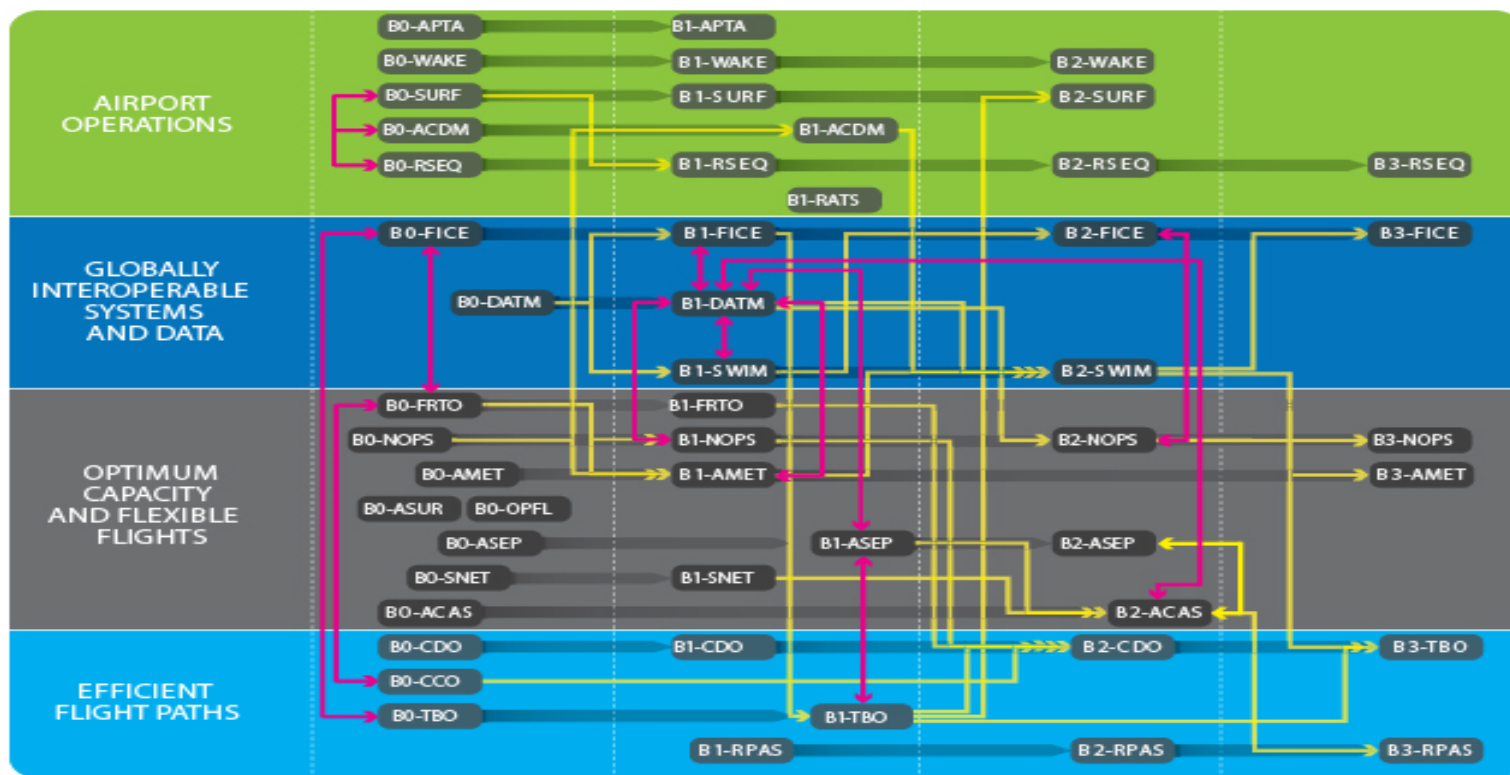 AIRPORT
OPERATIONS
B0-APTA B1-APTA
B0-WAKE B1-WAKE B2-WAKE
B0-SURF B1-SURF B2-SURF
B0-ACDM B1-ACDM
B0-RSEQ B1-RSEQ B2-RSEQ B3-RSEQ
B1-RATS
GLOBALLY
INTEROPERABLE
SYSTEMS
AND DATA
B0-FICE B1-FICE B2-FICE B3-FICE
B0-DATM B1-DATM
B1-SWIM B2-SWIM
OPTIMUM
CAPACITY
AND FLEXIBLE
FLIGHTS
B0-FRTO B1-FRTO
B0-NOPS B1-NOPS B2-NOPS B3-NOPS
B0-AMET B1-AMET B3-AMET
B0-ASUR B0-OPFL
B0-ASEP B1-ASEP B2-ASEP
B0-SNET B1-SNET
B0-ACAS B2-ACAS
EFFICIENT
FLIGHT PATHS
B0-CDO B1-CDO B2-CDO B3-TBO
B0-CCO
B0-TBO B1-TBO
B1-RPAS B2-RPAS B3-RPAS